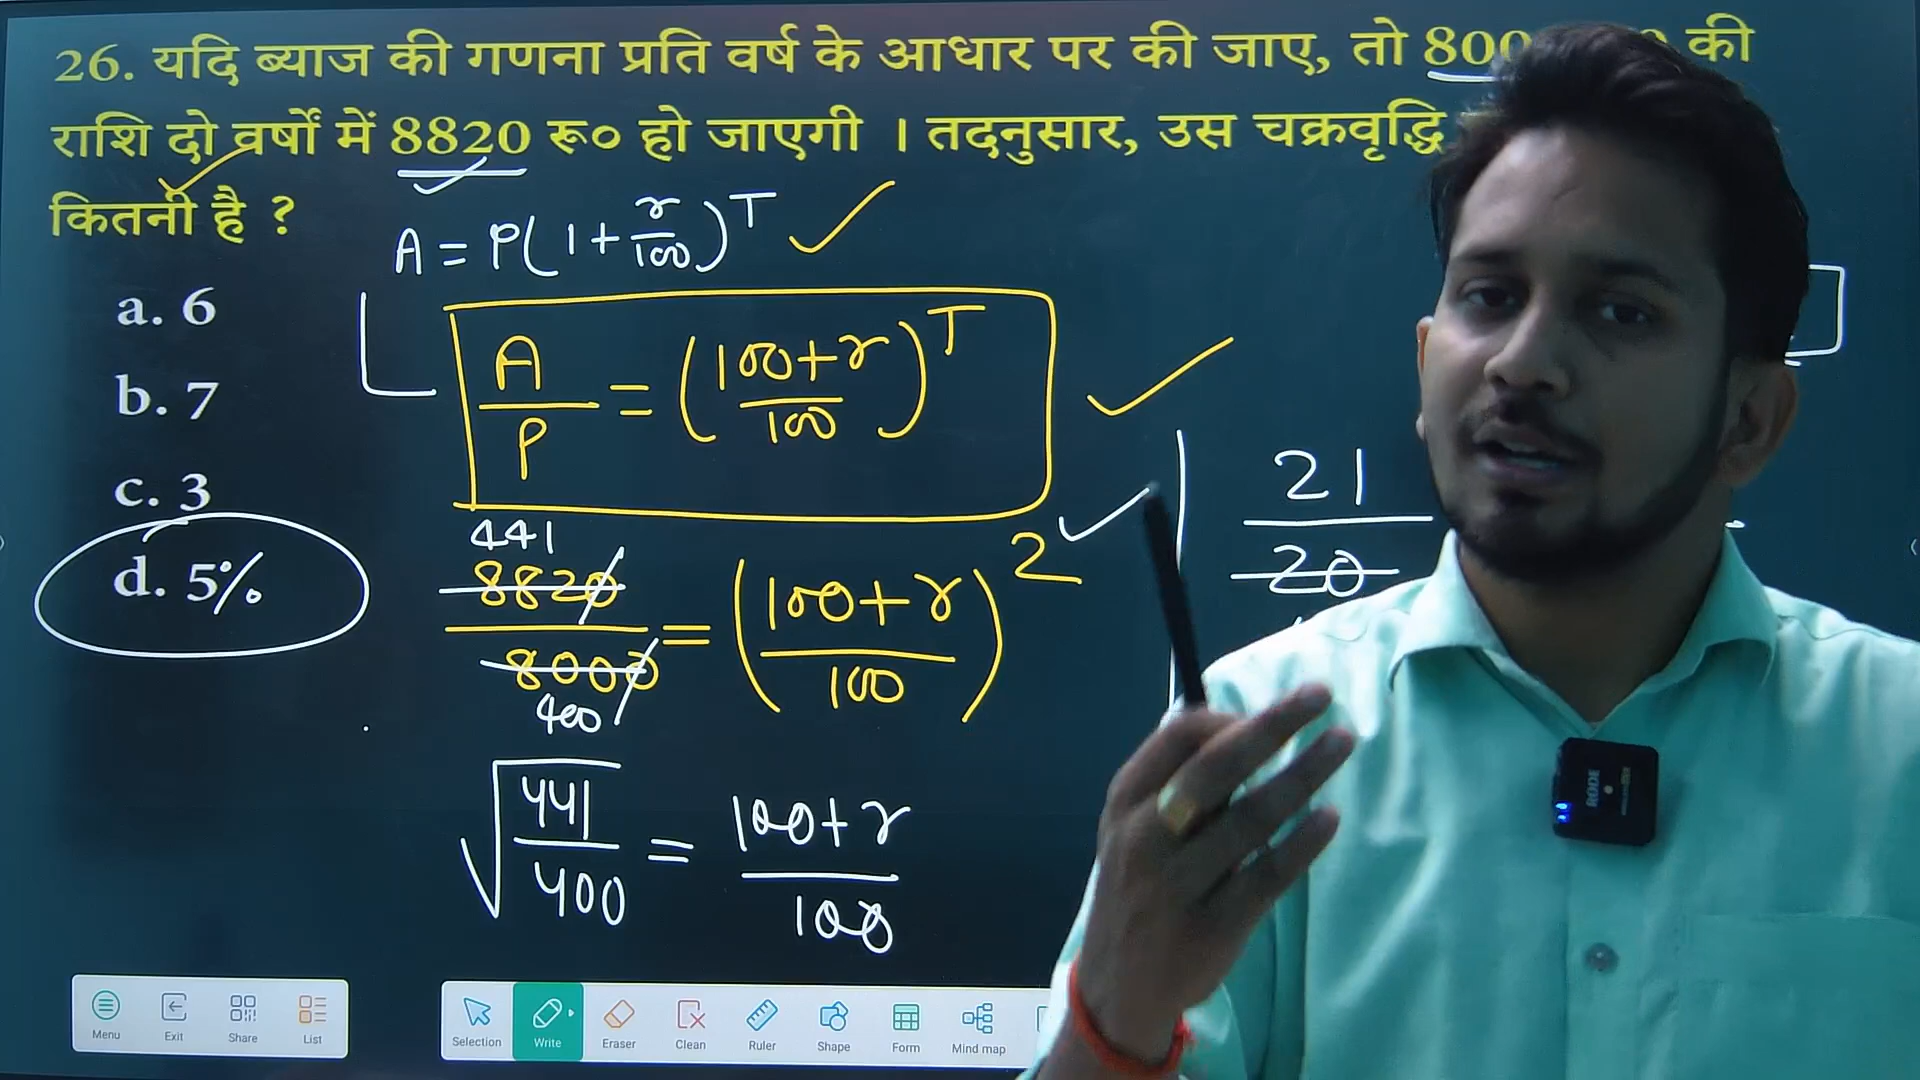 26. यदि ब्याज की गणना प्रति वर्ष के आधार पर की जाए, तो 800 की
राशि दो वर्षों में 8820 रू० हो जाएगी । तदनुसार, उस चक्रवृद्धि
कितनी है ?
A = P(1 + r/100)^T
a. 6
b. 7
c. 3
d. 5%
A/P = ((100+r)/100)^T
441
8820/8000 = ((100+r)/100)^2
400
√(441/400) = (100+r)/100
21/20
RODE
Menu
Exit
Share
List
Selection
Write
Eraser
Clean
Ruler
Shape
Form
Mind map